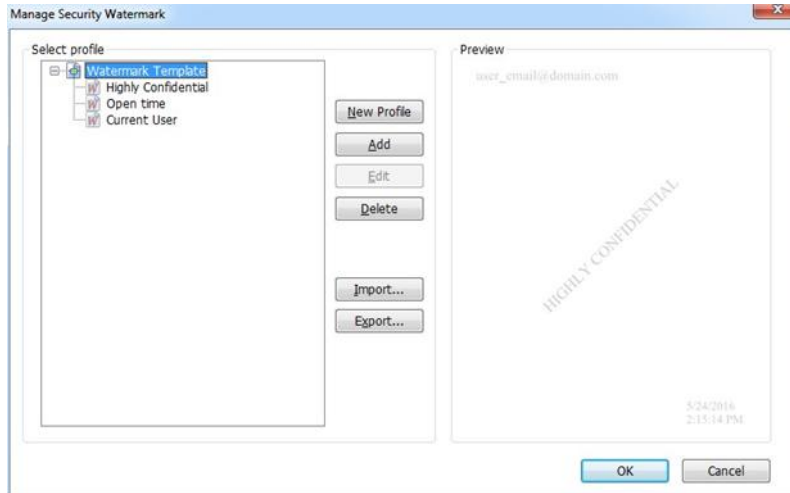 Manage Security Watermark
Select profile
Watermark Template
Highly Confidential
Open time
Current User
New Profile
Add
Edit
Delete
Import...
Export...
Preview
user_email@domain.com
HIGHLY CONFIDENTIAL
5/24/2016
2:15:14 PM
OK
Cancel